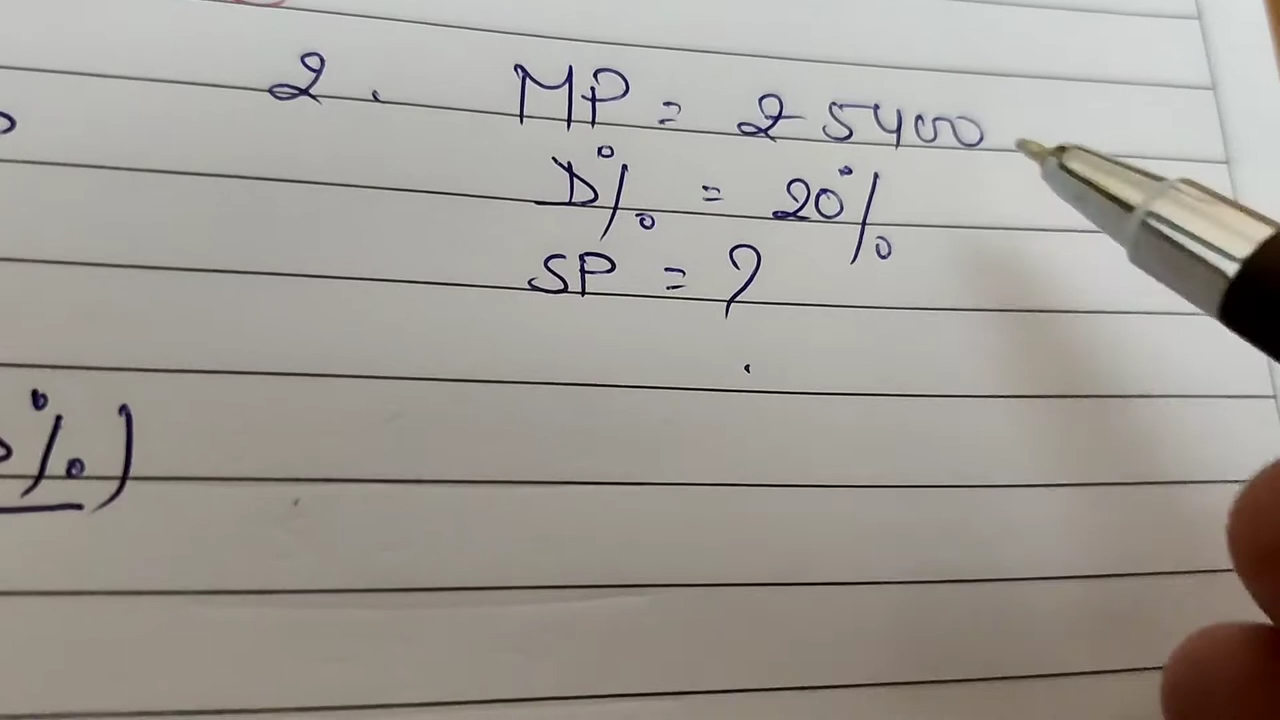 2. MP = 25400
D% = 20%
SP = ?
%)